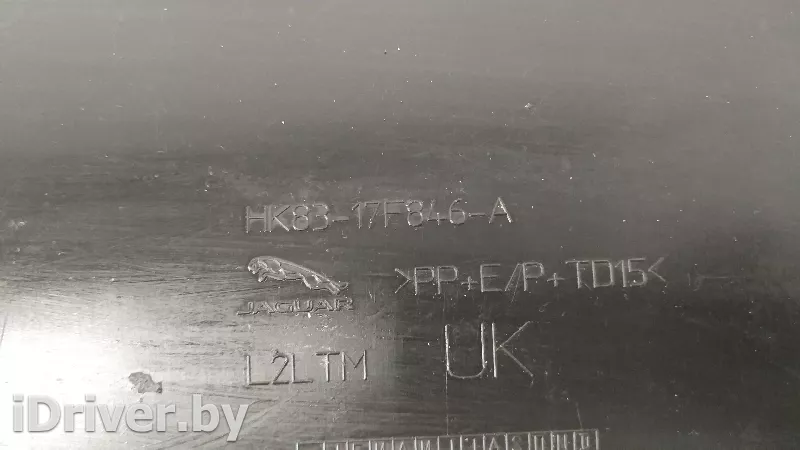 HK83-17F846-A
JAGUAR >PP+E/P+TD15<
L2LTM UK
iDriver.by